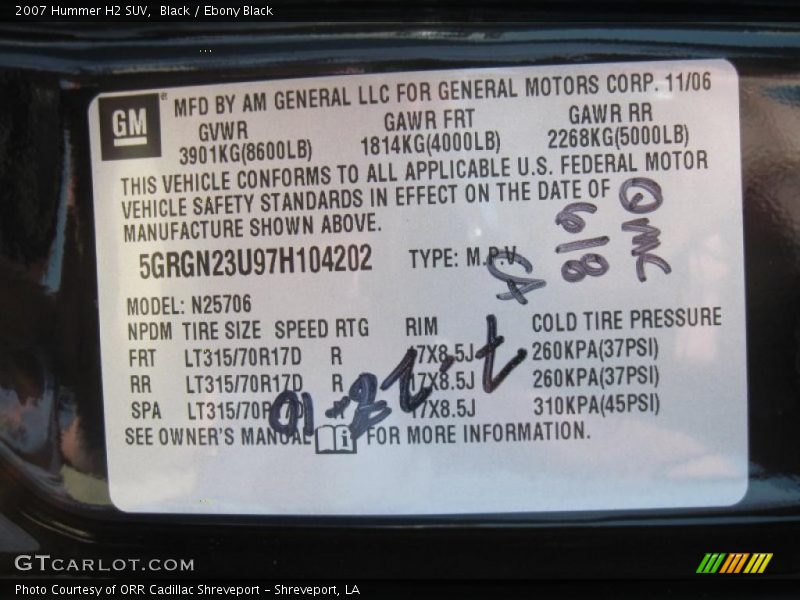 2007 Hummer H2 SUV, Black / Ebony Black
GM MFD BY AM GENERAL LLC FOR GENERAL MOTORS CORP. 11/06
GVWR GAWR FRT GAWR RR
3901KG(8600LB) 1814KG(4000LB) 2268KG(5000LB)
THIS VEHICLE CONFORMS TO ALL APPLICABLE U.S. FEDERAL MOTOR
VEHICLE SAFETY STANDARDS IN EFFECT ON THE DATE OF
MANUFACTURE SHOWN ABOVE.
5GRGN23U97H104202 TYPE: M.P.V.
618
MODEL: N25706
NPDM TIRE SIZE SPEED RTG RIM COLD TIRE PRESSURE
FRT LT315/70R17D R 17X8.5J 260KPA(37PSI)
RR LT315/70R17D R 17X8.5J 260KPA(37PSI)
SPA LT315/70R17D R 17X8.5J 310KPA(45PSI)
SEE OWNER'S MANUAL i FOR MORE INFORMATION.
GTCARLOT.COM
Photo Courtesy of ORR Cadillac Shreveport - Shreveport, LA